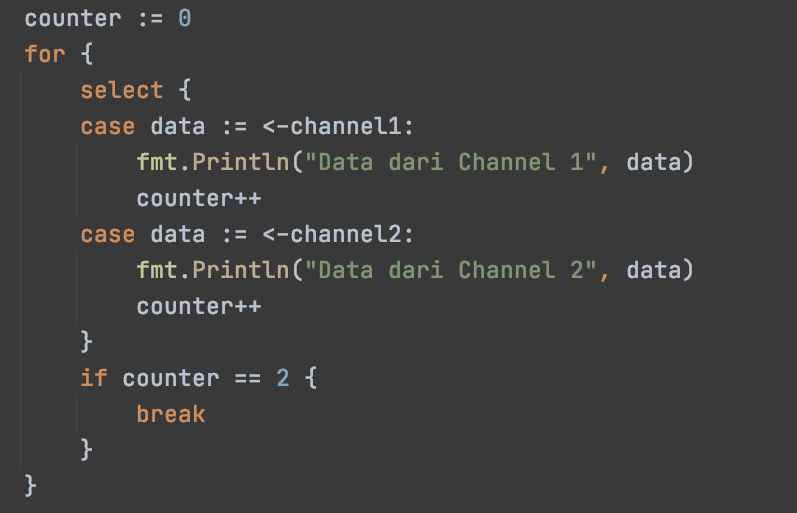 counter := 0
for {
    select {
    case data := <-channel1:
        fmt.Println("Data dari Channel 1", data)
        counter++
    case data := <-channel2:
        fmt.Println("Data dari Channel 2", data)
        counter++
    }
    if counter == 2 {
        break
    }
}